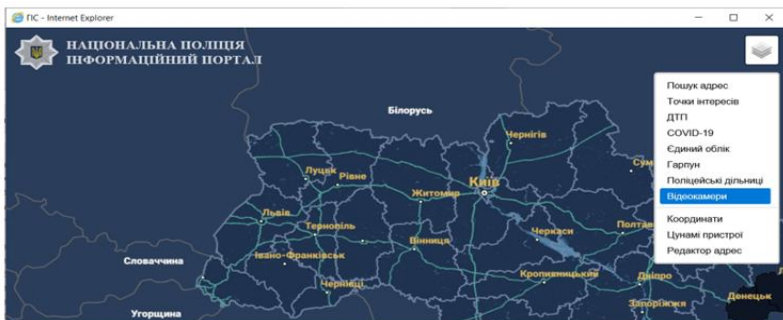 ГІС - Internet Explorer
НАЦІОНАЛЬНА ПОЛІЦІЯ
ІНФОРМАЦІЙНИЙ ПОРТАЛ
Пошук адрес
Точки інтересів
ДТП
COVID-19
Єдиний облік
Гарпун
Поліцейські дільниці
Відеокамери
Координати
Цунамі пристрої
Редактор адрес
Білорусь
Чернігів
Сум
Луцьк
Рівне
Київ
Житомир
Львів
Тернопіль
Полтав
Черкаси
Вінниця
Івано-Франківськ
Словаччина
Кропивницький
Дніпро
Чернівці
Донецьк
Запоріжжя
Угорщина